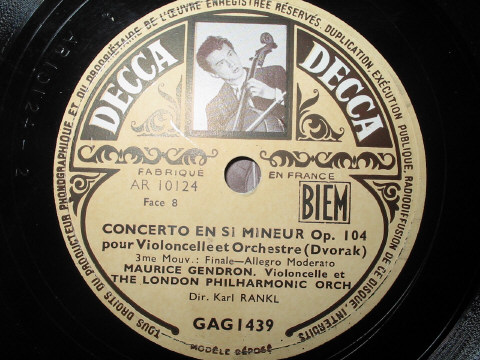 TOUS DROITS DU PRODUCTEUR PHONOGRAPHIQUE, ET DU PROPRIÉTAIRE DE L'ŒUVRE ENREGISTRÉE RÉSERVÉS, DUPLICATION, EXÉCUTION PUBLIQUE, RADIODIFFUSION DE CE DISQUE, INTERDITS
DECCA DECCA
FABRIQUÉ EN FRANCE
AR 10124
Face 8
BIEM
CONCERTO EN SI MINEUR Op. 104
pour Violoncelle et Orchestre (Dvorak)
3me Mouv.: Finale—Allegro Moderato
MAURICE GENDRON. Violoncelle et
THE LONDON PHILHARMONIC ORCH
Dir. Karl RANKL
GAG1439
MODÈLE DÉPOSÉ